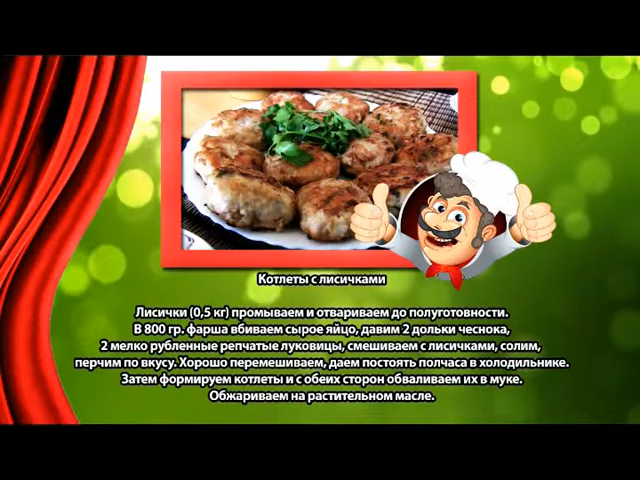 Котлеты с лисичками
Лисички (0,5 кг) промываем и отвариваем до полуготовности.
В 800 гр. фарша вбиваем сырое яйцо, давим 2 дольки чеснока,
2 мелко рубленные репчатые луковицы, смешиваем с лисичками, солим,
перчим по вкусу. Хорошо перемешиваем, даем постоять полчаса в холодильнике.
Затем формируем котлеты и с обеих сторон обваливаем их в муке.
Обжариваем на растительном масле.